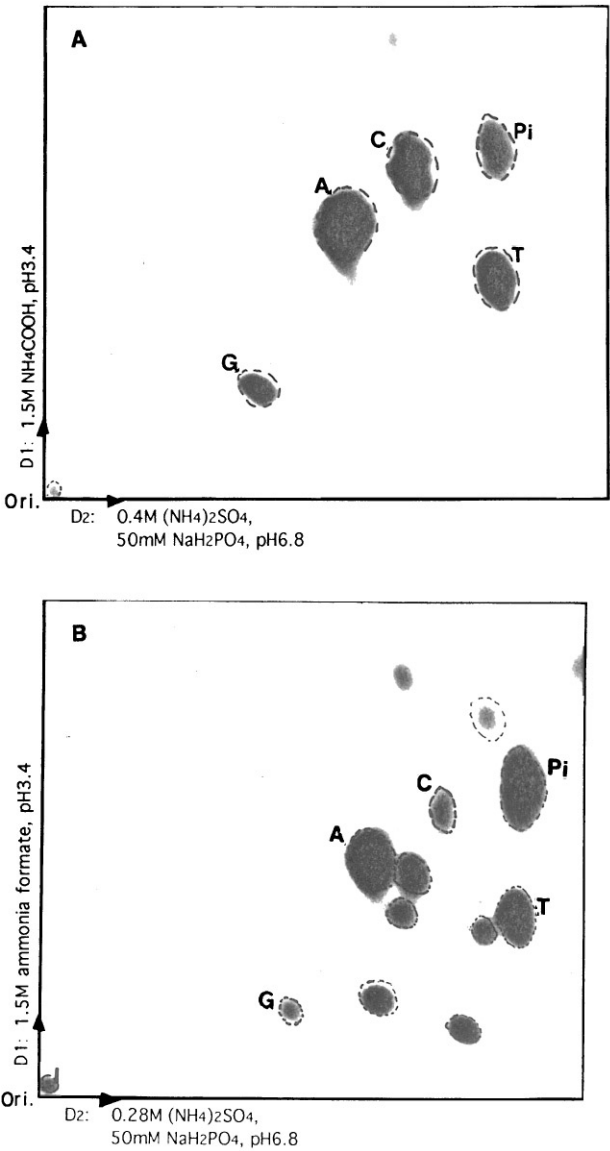 A
Pi
C
A
T
G
D1: 1.5M NH4COOH, pH3.4
Ori.
D2: 0.4M (NH4)2SO4,
50mM NaH2PO4, pH6.8
B
Pi
C
A
T
G
D1: 1.5M ammonia formate, pH3.4
Ori.
D2: 0.28M (NH4)2SO4,
50mM NaH2PO4, pH6.8